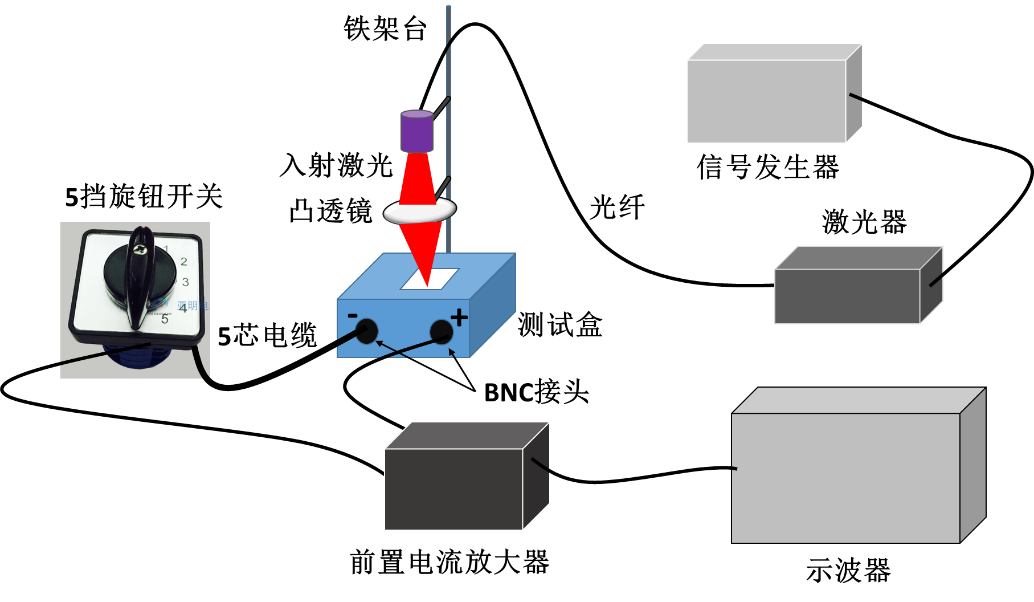 铁架台
信号发生器
入射激光
5挡旋钮开关
凸透镜
光纤
激光器
1
2
3
4
5
5芯电缆
-
+
测试盒
BNC接头
前置电流放大器
示波器